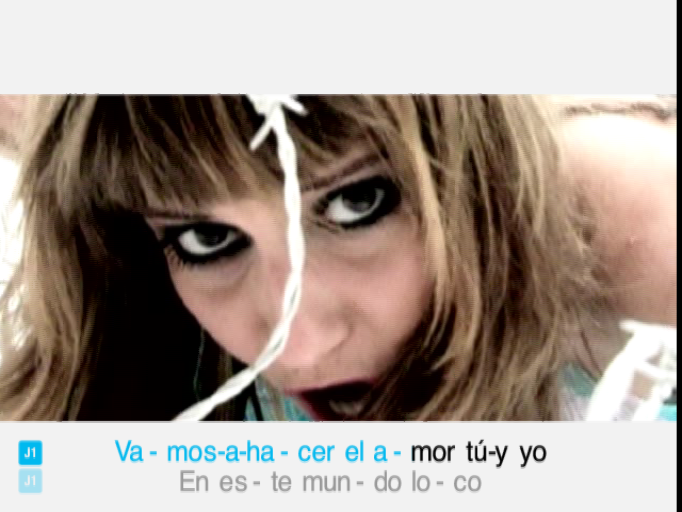 J1 Va - mos-a-ha - cer el a - mor tú-y yo
J1 En es - te mun - do lo - co